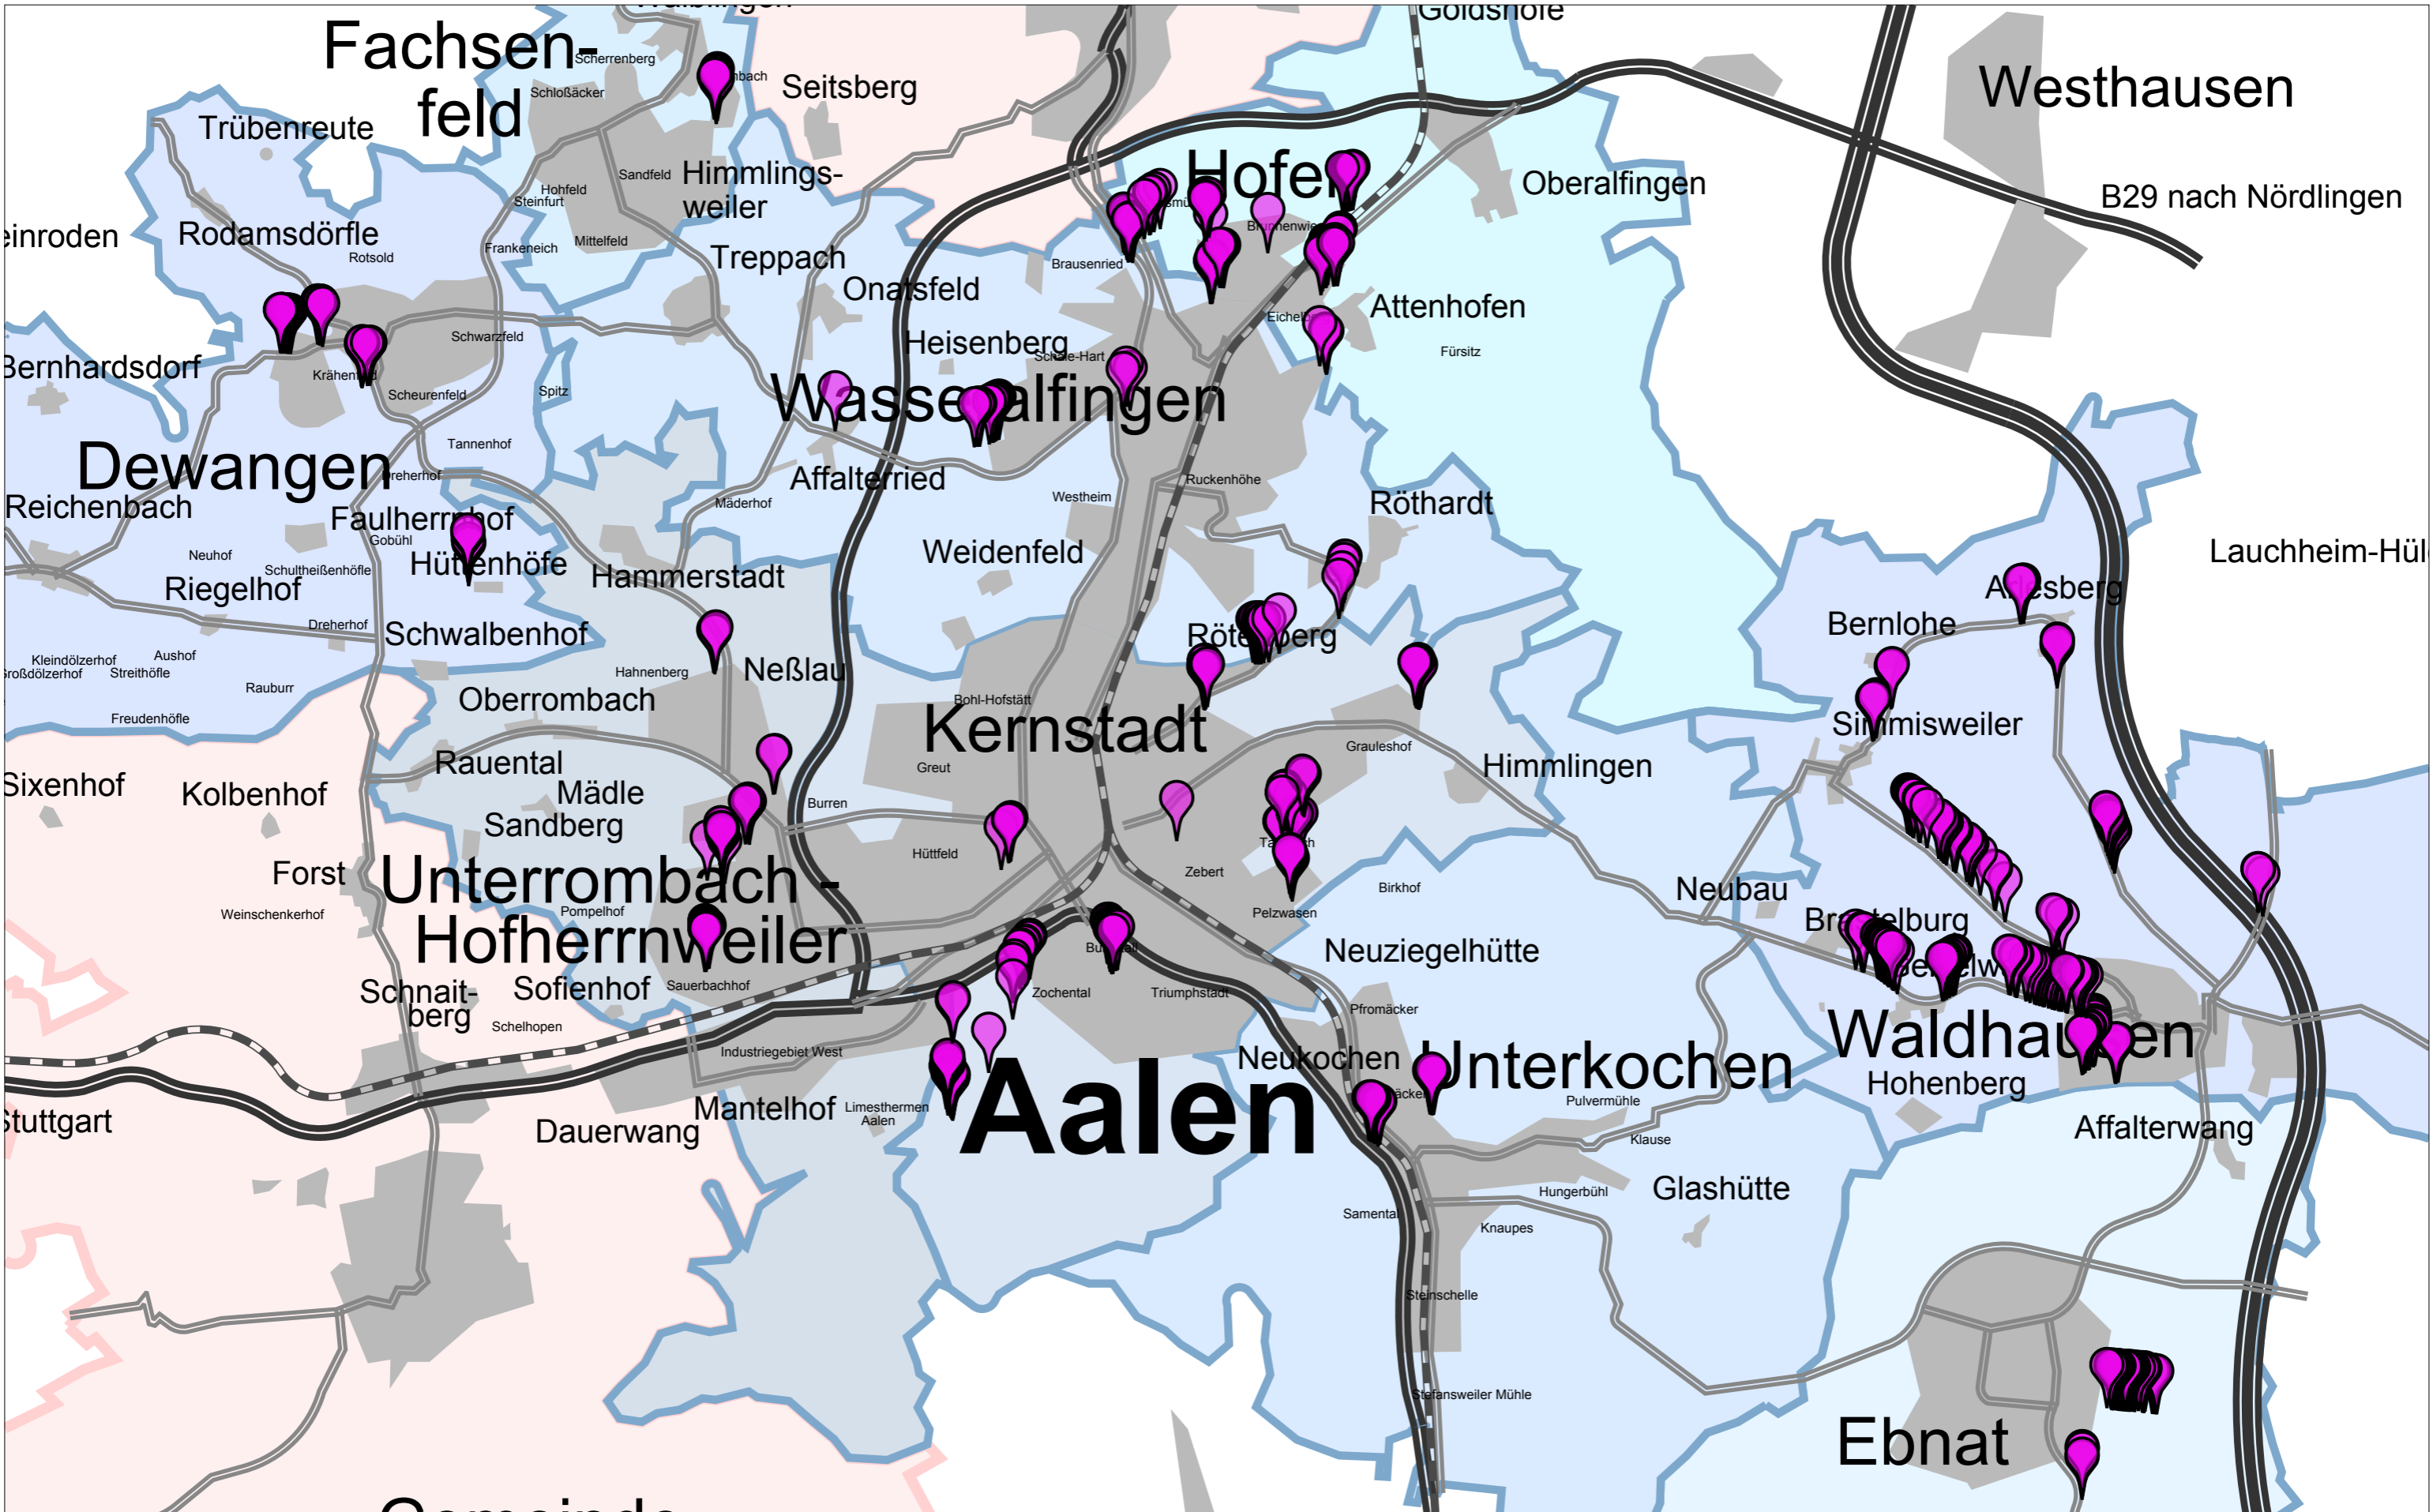 Goldshöfe
Fachsen-
feld
Scherrenberg
Schloßäcker
Seitsberg
Westhausen
Trübenreute
Sandfeld
Himmlings-
weiler
Hohfeld
Steinfurt
Oberalfingen
B29 nach Nördlingen
Rodamsdörfle
Rotsold
Frankeneich
Mittelfeld
Treppach
Onatsfeld
Brausenried
Attenhofen
Schwarzfeld
Heisenberg
Fürsitz
Bernhardsdorf
Scheurenfeld
Spitz
Tannenhof
Dewangen
Dreherhof
Affalterried
Ruckenhöhe
Reichenbach
Mäderhof
Westheim
Röthardt
Gobühl
Neuhof
Schultheißenhöfle
Riegelhof
Hammerstadt
Weidenfeld
Dreherhof
Schwalbenhof
Bernlohe
Kleindölzerhof
Aushof
Streithöfle
Rauburr
Freudenhöfle
Hahnenberg
Neßlau
Oberrombach
Bohl-Hofstätt
Kernstadt
Simmisweiler
Grauleshof
Himmlingen
Greut
Rauental
Sixenhof
Kolbenhof
Mädle
Sandberg
Burren
Hüttfeld
Zebert
Birkhof
Forst
Unterrombach -
Hofherrnweiler
Weinschenkerhof
Pompelhof
Pelzwasen
Neubau
Neuziegelhütte
Sauerbachhof
Sofienhof
Schnait-
berg
Schelhopen
Zochental
Triumphstadt
Pfromäcker
Industriegebiet West
Neukochen
Unterkochen
Waldhausen
Hohenberg
Aalen
Mantelhof
Limesthermen
Aalen
Dauerwang
Pulvermühle
Klause
Affalterwang
Glashütte
Hungerbühl
Knaupes
Steinschelle
Stefansweiler Mühle
Ebnat